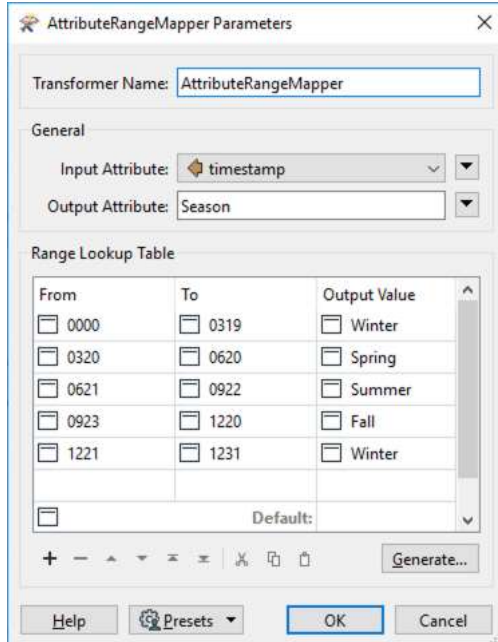 AttributeRangeMapper Parameters
Transformer Name: AttributeRangeMapper
General
Input Attribute: timestamp
Output Attribute: Season
Range Lookup Table
From To Output Value
0000 0319 Winter
0320 0620 Spring
0621 0922 Summer
0923 1220 Fall
1221 1231 Winter
Default:
Generate...
Help Presets OK Cancel